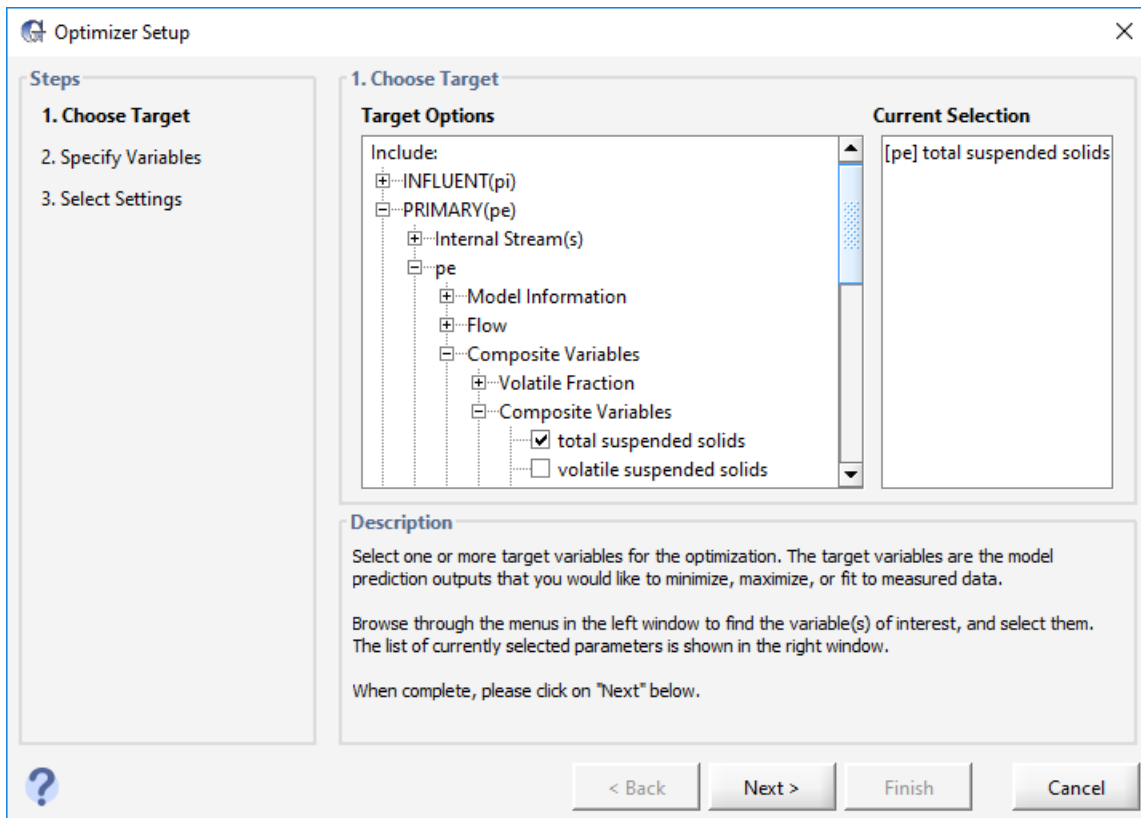 Optimizer Setup
Steps
1. Choose Target
2. Specify Variables
3. Select Settings
1. Choose Target
Target Options
Include:
INFLUENT(pi)
PRIMARY(pe)
Internal Stream(s)
pe
Model Information
Flow
Composite Variables
Volatile Fraction
Composite Variables
total suspended solids
volatile suspended solids
Current Selection
[pe] total suspended solids
Description
Select one or more target variables for the optimization. The target variables are the model
prediction outputs that you would like to minimize, maximize, or fit to measured data.
Browse through the menus in the left window to find the variable(s) of interest, and select them.
The list of currently selected parameters is shown in the right window.
When complete, please click on "Next" below.
?
< Back
Next >
Finish
Cancel